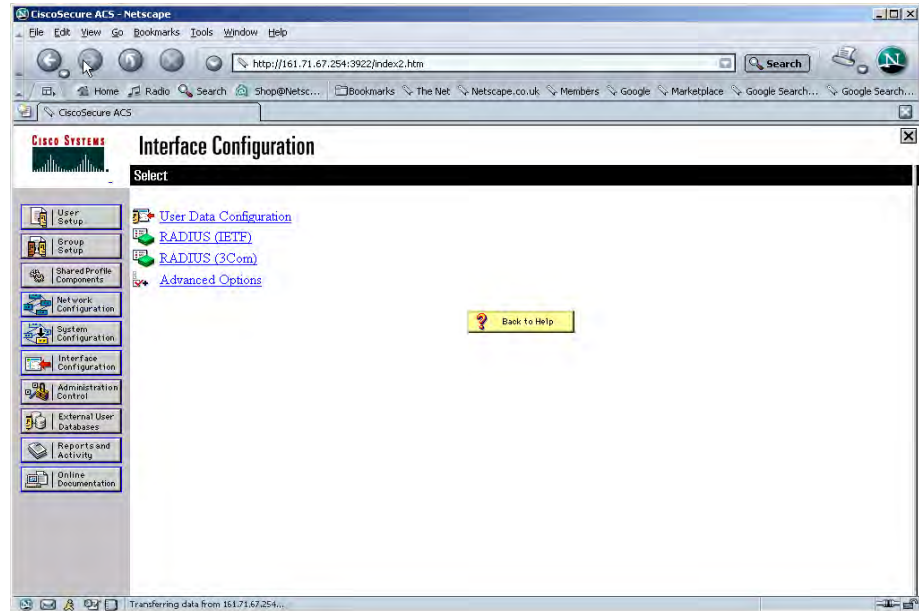 CiscoSecure ACS - Netscape
File Edit View Go Bookmarks Tools Window Help
http://161.71.67.254:3922/index2.htm
Search
N
Home Radio Search Shop@Netsc... Bookmarks The Net Netscape.co.uk Members Google Marketplace Google Search... Google Search...
CiscoSecure ACS
CISCO SYSTEMS
Interface Configuration
Select
User Setup
Group Setup
Shared Profile Components
Network Configuration
System Configuration
Interface Configuration
Administration Control
External User Databases
Reports and Activity
Online Documentation
User Data Configuration
RADIUS (IETF)
RADIUS (3Com)
Advanced Options
? Back to Help
Transferring data from 161.71.67.254...